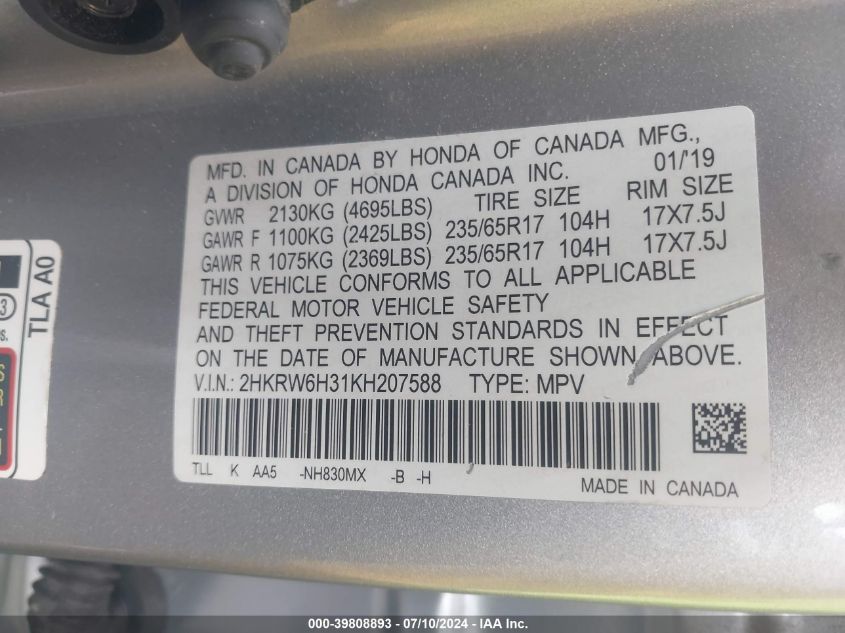 MFD. IN CANADA BY HONDA OF CANADA MFG.,
A DIVISION OF HONDA CANADA INC. 01/'19
GVWR 2130KG (4695LBS) TIRE SIZE RIM SIZE
GAWR F 1100KG (2425LBS) 235/65R17 104H 17X7.5J
GAWR R 1075KG (2369LBS) 235/65R17 104H 17X7.5J
THIS VEHICLE CONFORMS TO ALL APPLICABLE
FEDERAL MOTOR VEHICLE SAFETY
AND THEFT PREVENTION STANDARDS IN EFFECT
ON THE DATE OF MANUFACTURE SHOWN ABOVE.
V.I.N.: 2HKRW6H31KH207588 TYPE: MPV
TLL K AA5 -NH830MX -B -H
MADE IN CANADA
TLA A0
000-39808893 - 07/10/2024 - IAA Inc.